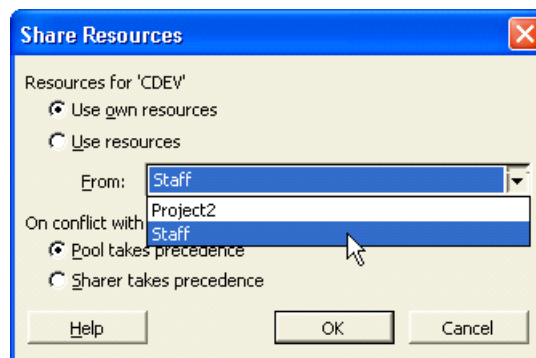 Share Resources
Resources for 'CDEV'
Use own resources
Use resources
From: Staff
Project2
Staff
On conflict with
Pool takes precedence
Sharer takes precedence
Help OK Cancel